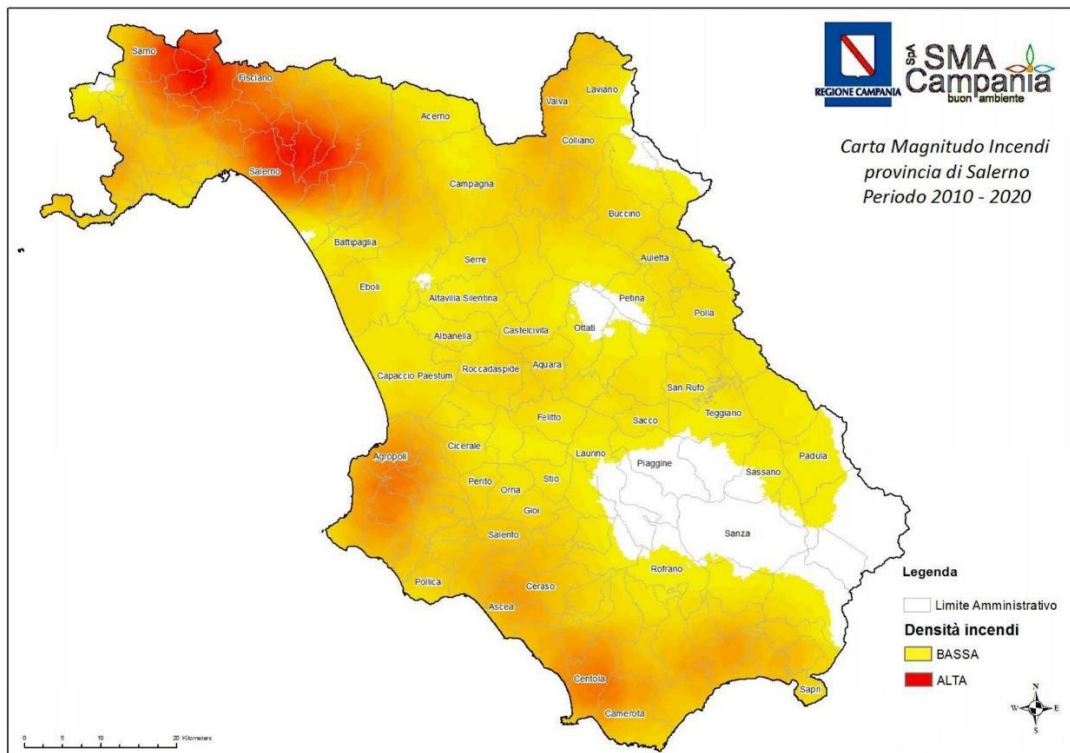 REGIONE CAMPANIA
SpA
SMA
Campania
buon ambiente
Carta Magnitudo Incendi
provincia di Salerno
Periodo 2010 - 2020
Sarno
Fisciano
Laviano
Valva
Acerno
Colliano
Salerno
Campagna
Buccino
Battipaglia
Auletta
Serre
Eboli
Altavilla Silentina
Petina
Polla
Ottati
Castelcivita
Albanella
Aquara
Roccadaspide
Capaccio Paestum
San Rufo
Teggiano
Felitto
Sacco
Cicerale
Agropoli
Laurino
Padula
Piaggine
Sassano
Stio
Perito
Orria
Gioi
Salento
Sanza
Rofrano
Pollica
Ceraso
Ascea
Centola
Sapri
Camerota
Legenda
Limite Amministrativo
Densità incendi
BASSA
ALTA
N
W
E
S
0 5 10 20 Kilometers